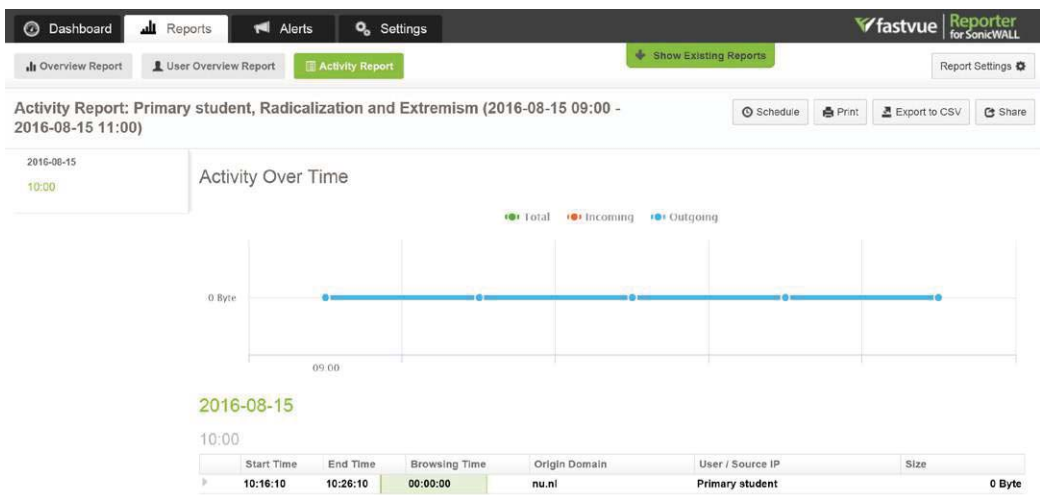 Dashboard Reports Alerts Settings
fastvue Reporter for SonicWALL
Overview Report User Overview Report Activity Report Show Existing Reports Report Settings
Activity Report: Primary student, Radicalization and Extremism (2016-08-15 09:00 -
2016-08-15 11:00)
Schedule Print Export to CSV Share
2016-08-15
10:00
Activity Over Time
Total Incoming Outgoing
0 Byte
09:00
2016-08-15
10:00
Start Time End Time Browsing Time Origin Domain User / Source IP Size
10:16:10 10:26:10 00:00:00 nu.nl Primary student 0 Byte